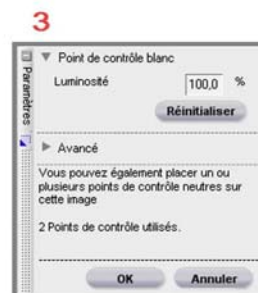 3
Paramètres
Point de contrôle blanc
Luminosité 100,0 %
Réinitialiser
Avancé
Vous pouvez également placer un ou
plusieurs points de contrôle neutres sur
cette image
2 Points de contrôle utilisés.
OK Annuler